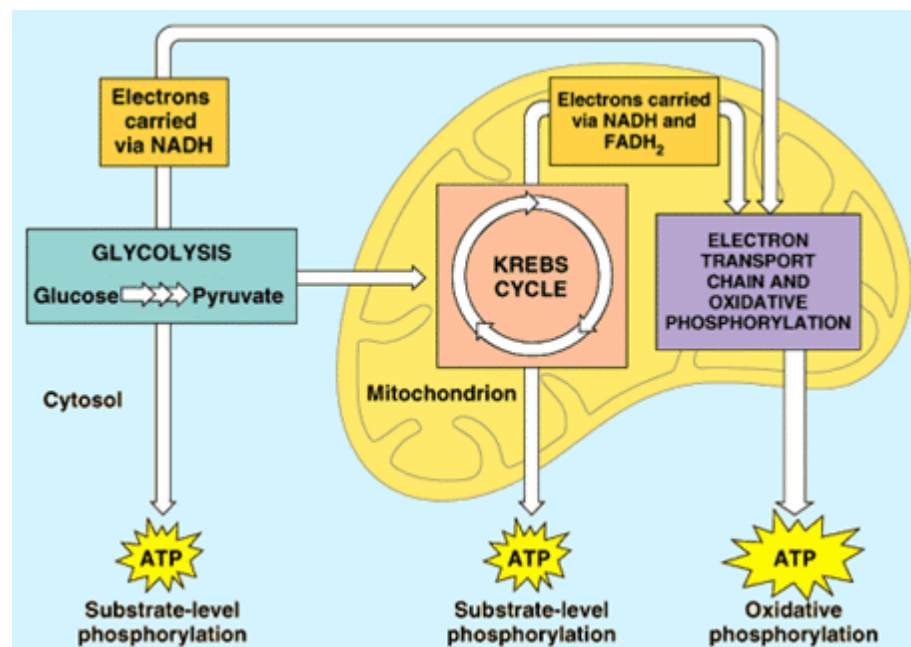 Electrons
carried
via NADH
Electrons carried
via NADH and
FADH₂
GLYCOLYSIS
Glucose Pyruvate
KREBS
CYCLE
ELECTRON
TRANSPORT
CHAIN AND
OXIDATIVE
PHOSPHORYLATION
Cytosol
Mitochondrion
ATP
Substrate-level
phosphorylation
ATP
Substrate-level
phosphorylation
ATP
Oxidative
phosphorylation